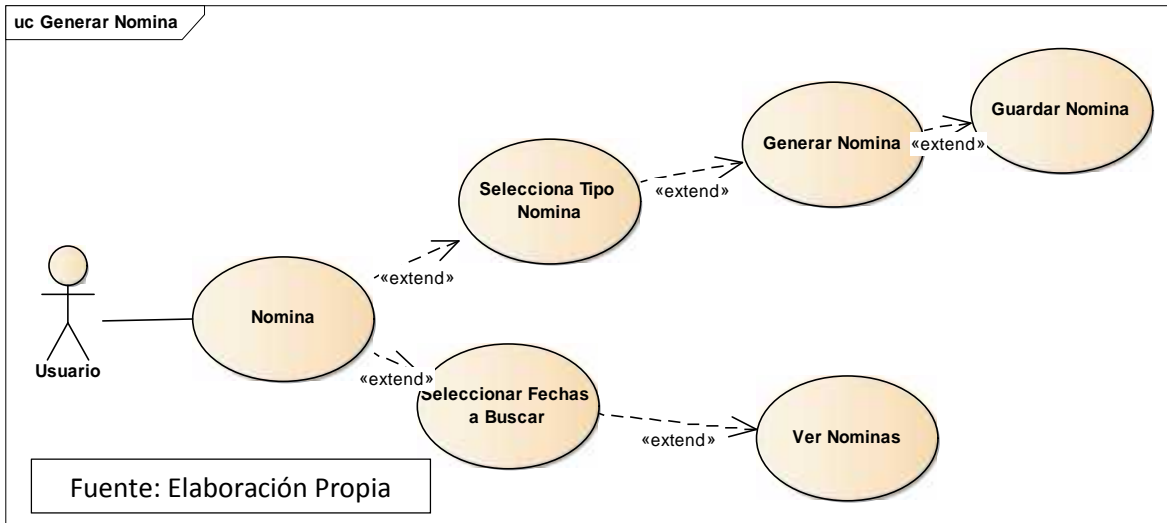 uc Generar Nomina
Guardar Nomina
Generar Nomina
«extend»
Selecciona Tipo
Nomina
«extend»
«extend»
Nomina
Usuario
«extend»
Seleccionar Fechas
a Buscar
«extend»
Ver Nominas
Fuente: Elaboración Propia